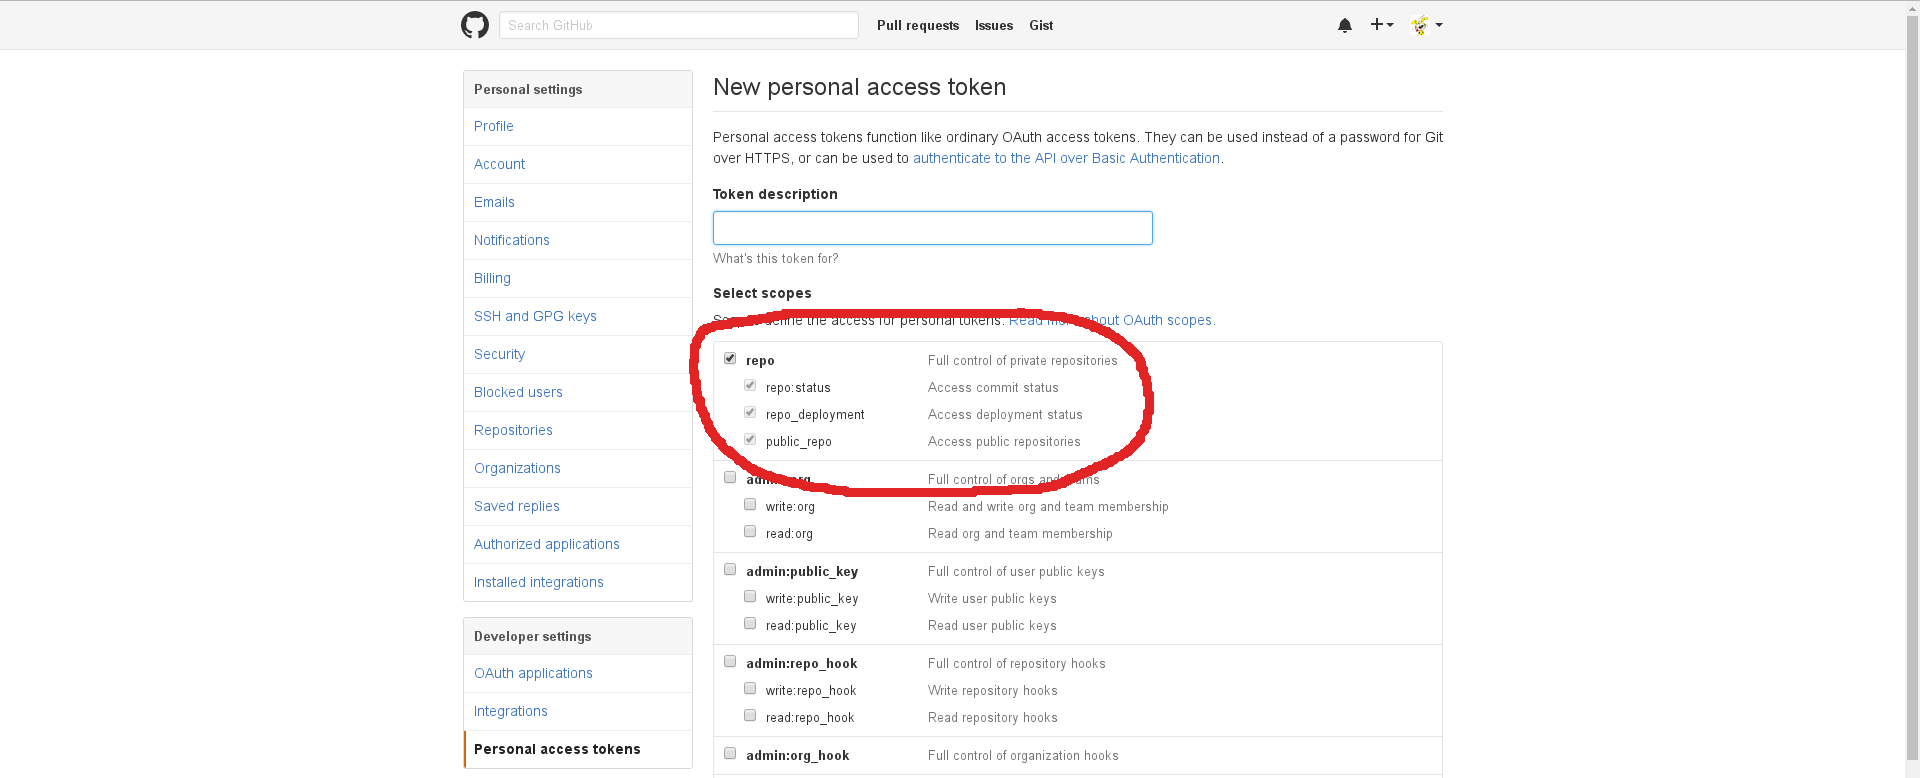 Search GitHub
Pull requests
Issues
Gist
Personal settings
Profile
Account
Emails
Notifications
Billing
SSH and GPG keys
Security
Blocked users
Repositories
Organizations
Saved replies
Authorized applications
Installed integrations
Developer settings
OAuth applications
Integrations
Personal access tokens
New personal access token
Personal access tokens function like ordinary OAuth access tokens. They can be used instead of a password for Git
over HTTPS, or can be used to authenticate to the API over Basic Authentication.
Token description
What's this token for?
Select scopes
define the access for personal tokens. Read about OAuth scopes.
repo Full control of private repositories
repo:status Access commit status
repo_deployment Access deployment status
public_repo Access public repositories
Full control of orgs and
write:org Read and write org and team membership
read:org Read org and team membership
admin:public_key Full control of user public keys
write:public_key Write user public keys
read:public_key Read user public keys
admin:repo_hook Full control of repository hooks
write:repo_hook Write repository hooks
read:repo_hook Read repository hooks
admin:org_hook Full control of organization hooks